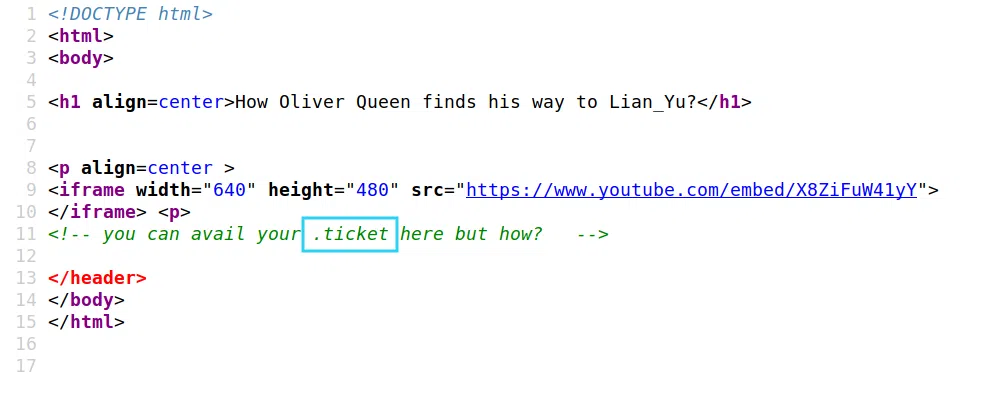 1 <!DOCTYPE html>
2 <html>
3 <body>
4
5 <h1 align=center>How Oliver Queen finds his way to Lian_Yu?</h1>
6
7
8 <p align=center >
9 <iframe width="640" height="480" src="https://www.youtube.com/embed/X8ZiFuW41yY">
10 </iframe> <p>
11 <!-- you can avail your .ticket here but how?   -->
12
13 </header>
14 </body>
15 </html>
16
17